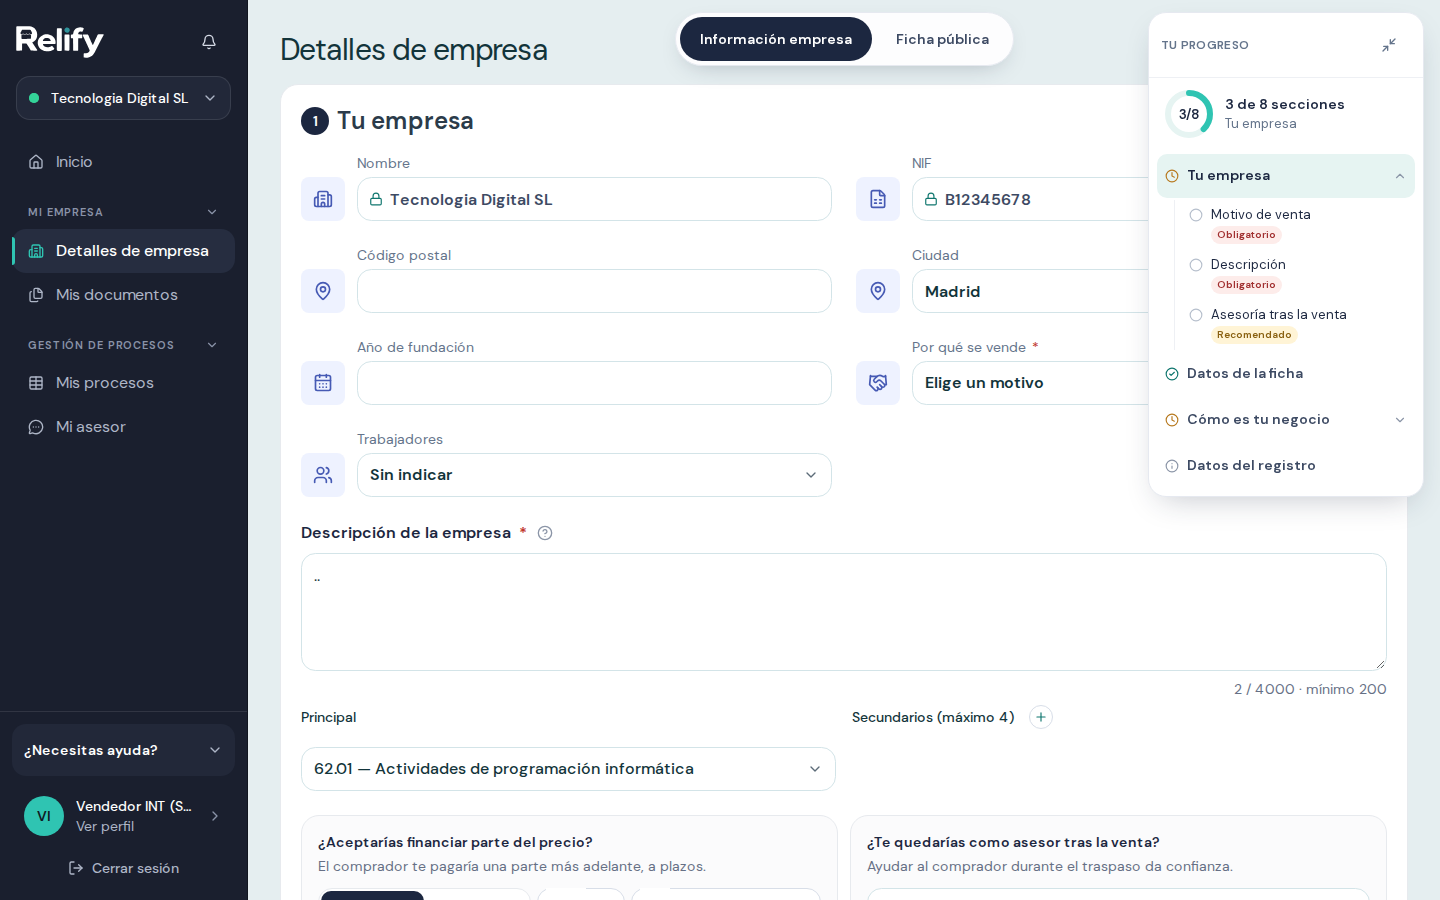 Relify
Tecnologia Digital SL
Inicio
MI EMPRESA
Detalles de empresa
Mis documentos
GESTIÓN DE PROCESOS
Mis procesos
Mi asesor
¿Necesitas ayuda?
VI
Vendedor INT (S...
Ver perfil
Cerrar sesión
Detalles de empresa
Información empresa
Ficha pública
1 Tu empresa
Nombre
Tecnologia Digital SL
NIF
B12345678
Código postal
Ciudad
Madrid
Año de fundación
Por qué se vende *
Elige un motivo
Trabajadores
Sin indicar
Descripción de la empresa *
..
2 / 4000 · mínimo 200
Principal
62.01 — Actividades de programación informática
Secundarios (máximo 4)
¿Aceptarías financiar parte del precio?
El comprador te pagaría una parte más adelante, a plazos.
¿Te quedarías como asesor tras la venta?
Ayudar al comprador durante el traspaso da confianza.
TU PROGRESO
3/8
3 de 8 secciones
Tu empresa
Tu empresa
Motivo de venta
Obligatorio
Descripción
Obligatorio
Asesoría tras la venta
Recomendado
Datos de la ficha
Cómo es tu negocio
Datos del registro